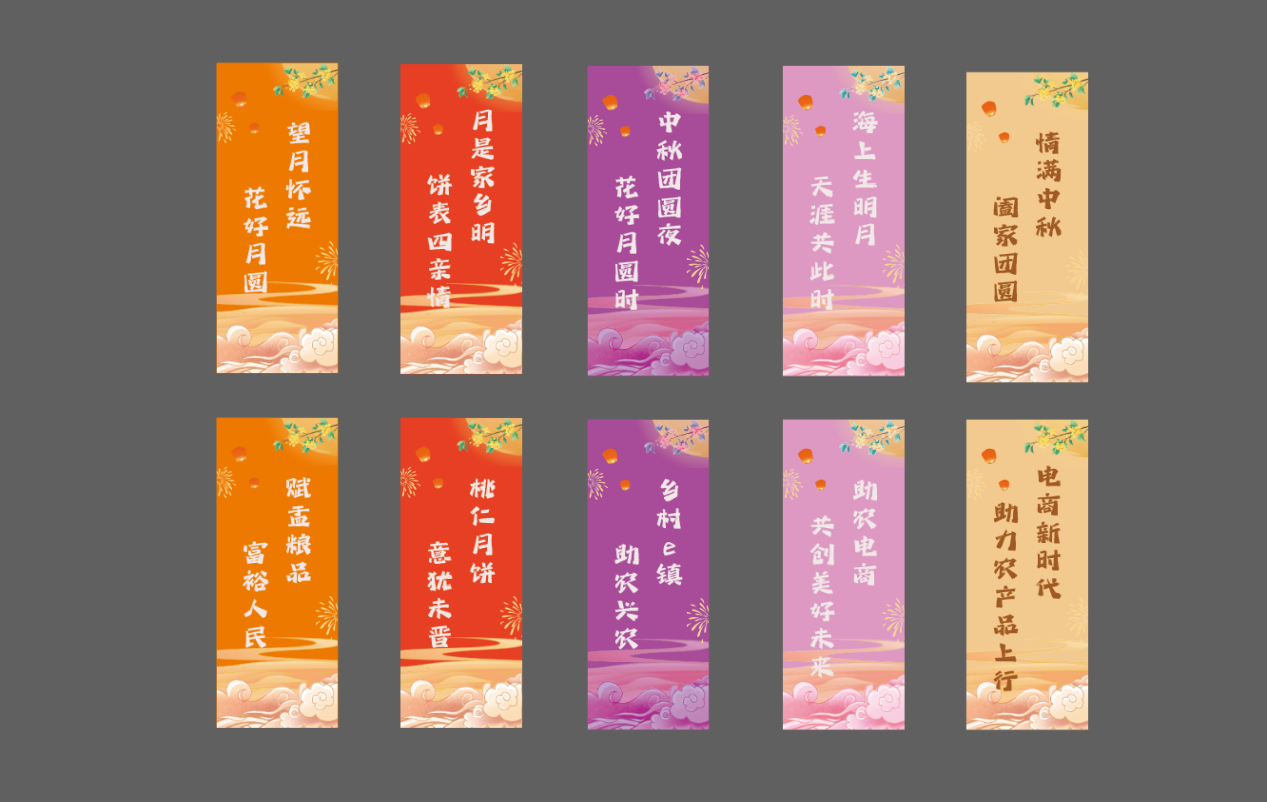 望月怀远
花好月圆
月是家乡明
饼表四亲情
中秋团圆夜
花好月圆时
海上生明月
天涯共此时
情满中秋
阖家团圆
赋盂粮品
富裕人民
桃仁月饼
意犹未晋
乡村e镇
助农兴农
助农电商
共创美好未来
电商新时代
助力农产品上行